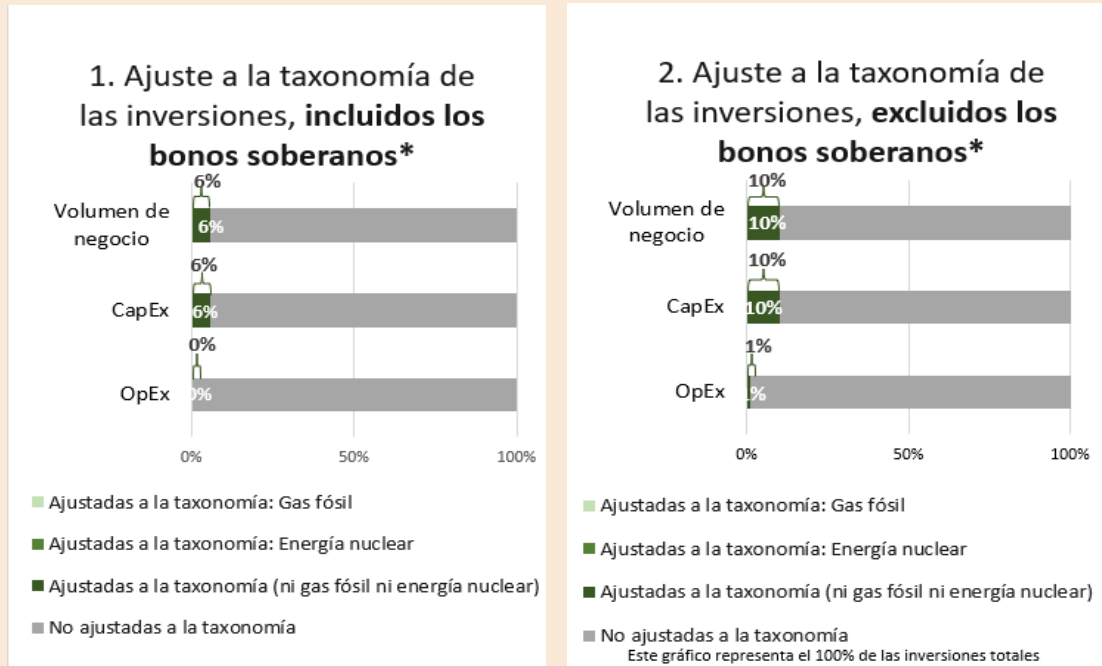 1. Ajuste a la taxonomía de
las inversiones, incluidos los
bonos soberanos*
6%
Volumen de
negocio
6%
6%
CapEx
6%
0%
OpEx
0%
0%
50%
100%
Ajustadas a la taxonomía: Gas fósil
Ajustadas a la taxonomía: Energía nuclear
Ajustadas a la taxonomía (ni gas fósil ni energía nuclear)
No ajustadas a la taxonomía
2. Ajuste a la taxonomía de
las inversiones, excluidos los
bonos soberanos*
10%
Volumen de
negocio
10%
10%
CapEx
10%
1%
OpEx
1%
0%
50%
100%
Ajustadas a la taxonomía: Gas fósil
Ajustadas a la taxonomía: Energía nuclear
Ajustadas a la taxonomía (ni gas fósil ni energía nuclear)
No ajustadas a la taxonomía
Este gráfico representa el 100% de las inversiones totales